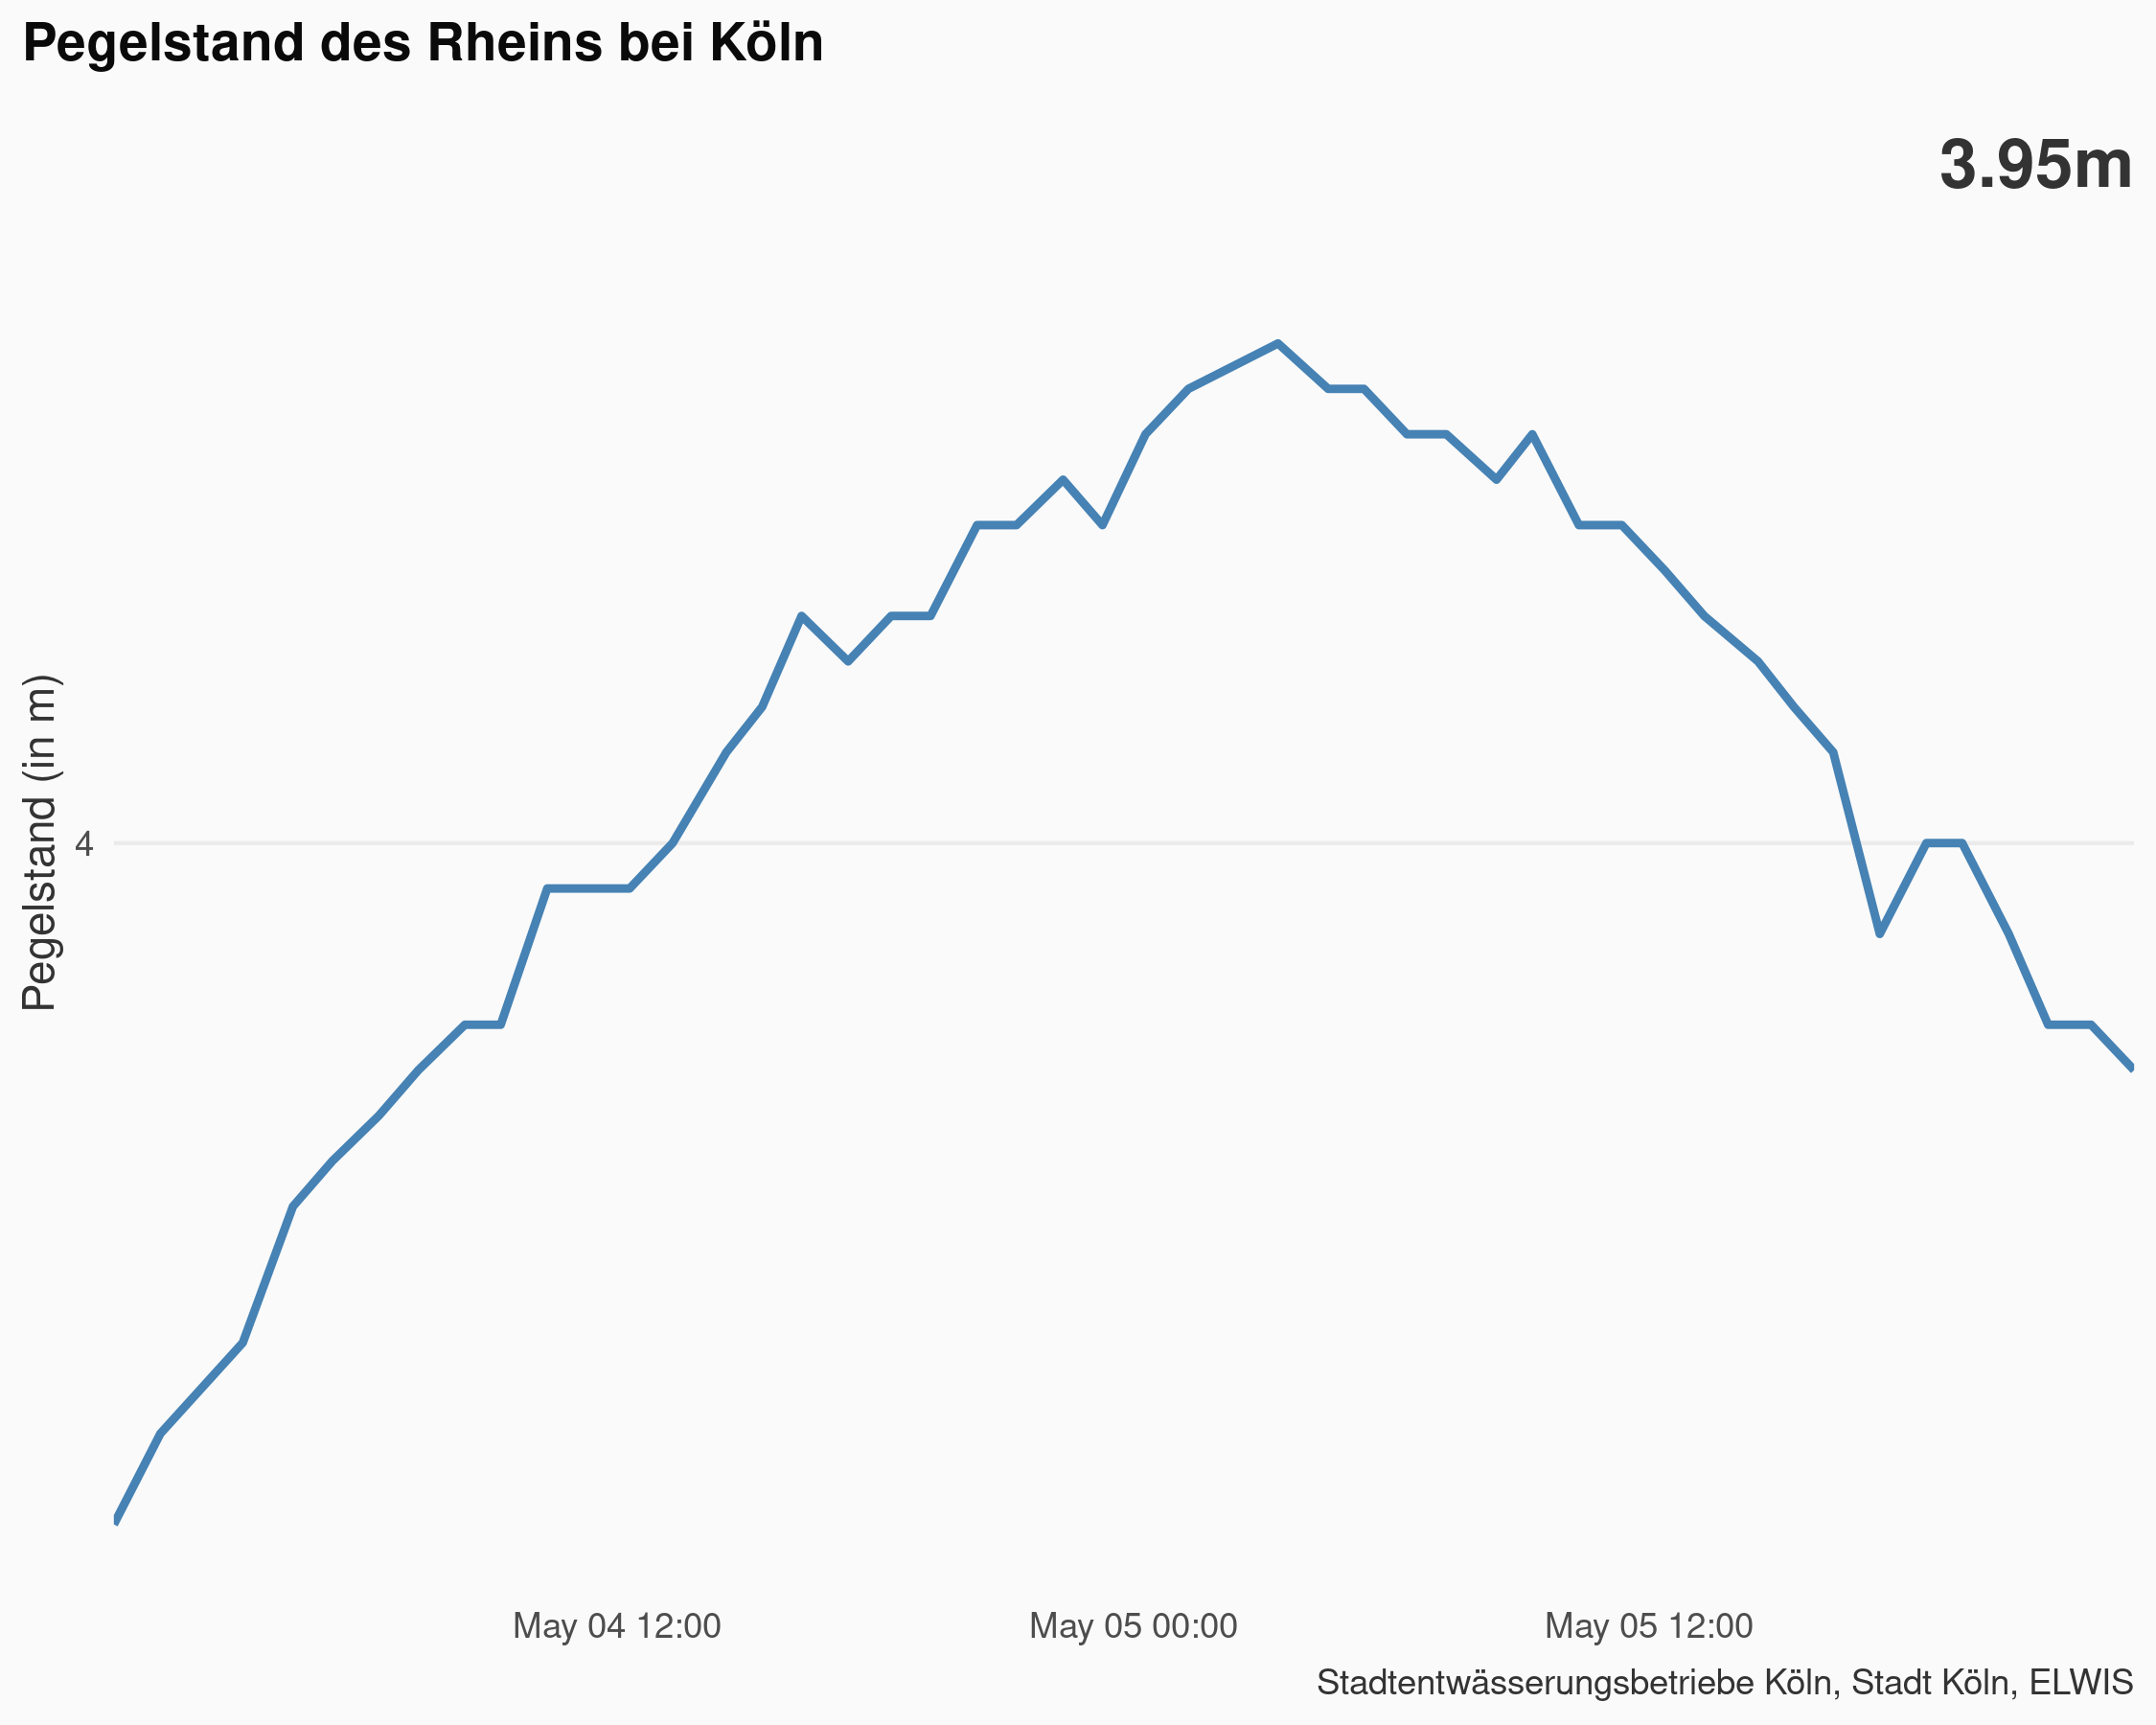 Pegelstand des Rheins bei Köln
3.95m
Pegelstand (in m)
4
May 04 12:00
May 05 00:00
May 05 12:00
Stadtentwässerungsbetriebe Köln, Stadt Köln, ELWIS